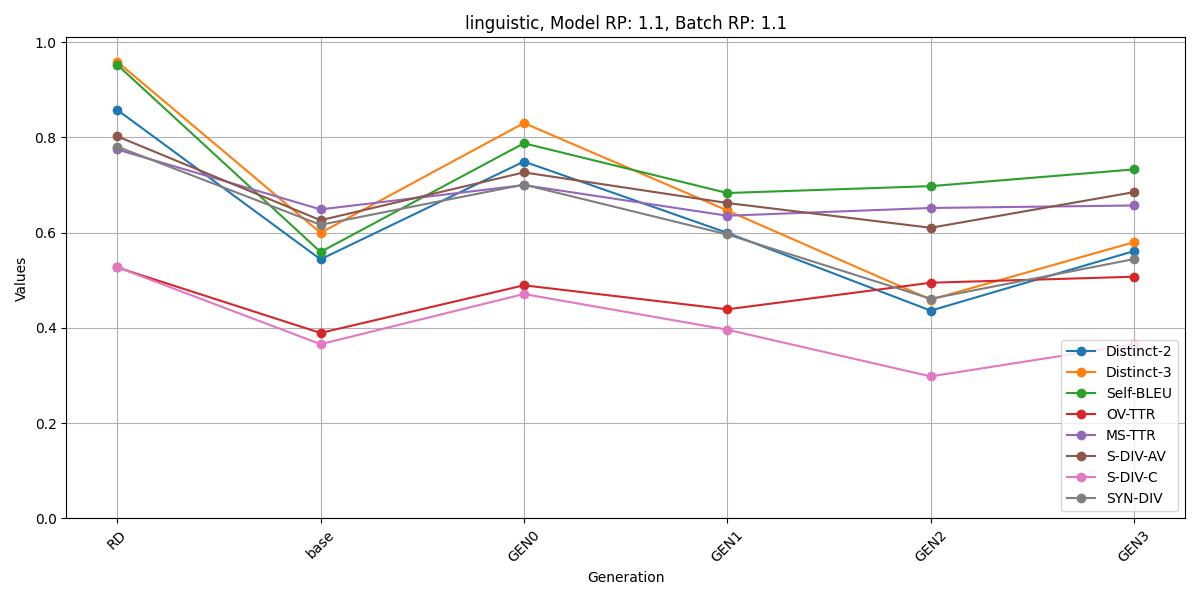 linguistic, Model RP: 1.1, Batch RP: 1.1
Values
1.0
0.8
0.6
0.4
0.2
0.0
Distinct-2
Distinct-3
Self-BLEU
OV-TTR
MS-TTR
S-DIV-AV
S-DIV-C
SYN-DIV
RD
base
GEN0
GEN1
GEN2
GEN3
Generation